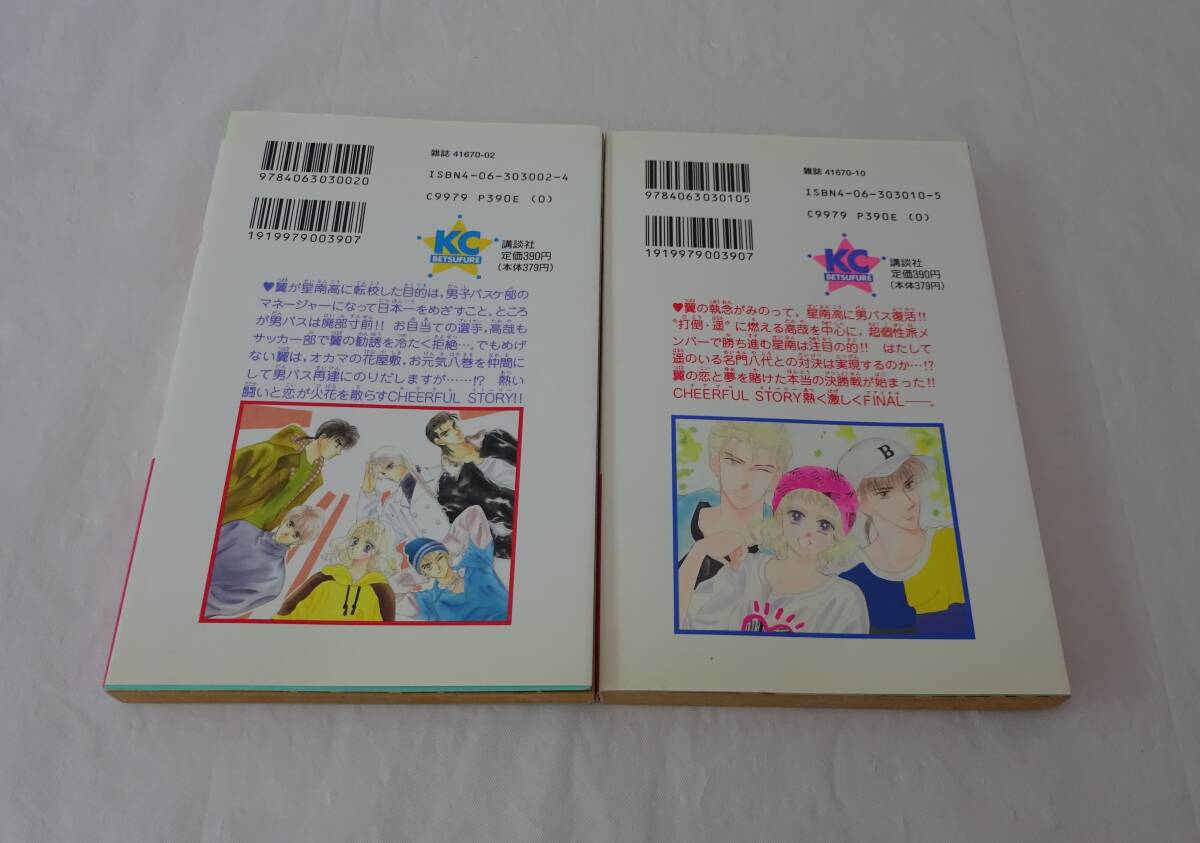 雑誌 41670-02
ISBN4-06-303002-4
9784063030020
C9979 P390E (0)
1919979003907
KC
BETSUFURE
講談社
定価390円
(本体379円)
♥翼が星南高に転校した目的は,男子バスケ部の
マネージャーになって日本一をめざすこと。ところ
が男バスは廃部寸前!! お目当ての選手,高哉も
サッカー部で翼の勧誘を冷たく拒絶…。でもめげ
ない翼は,オカマの花屋敷,お元気八巻を仲間に
して男バス再建にのりだしますが……!? 熱い
闘いと恋が火花を散らすCHEERFUL STORY!!
雑誌 41670-10
ISBN4-06-303010-5
9784063030105
C9979 P390E (0)
1919979003907
KC
BETSUFURE
講談社
定価390円
(本体379円)
♥翼の執念がみのって,星南高に男バス復活!!
"打倒・遥"に燃える高哉を中心に,超個性派メ
ンバーで勝ち進む星南は注目の的!! はたして
遥のいる名門八代との対決は実現するのか…!?
翼の恋と夢を賭けた本当の決勝戦が始まった!!
CHEERFUL STORY熱く激しくFINAL——。
B